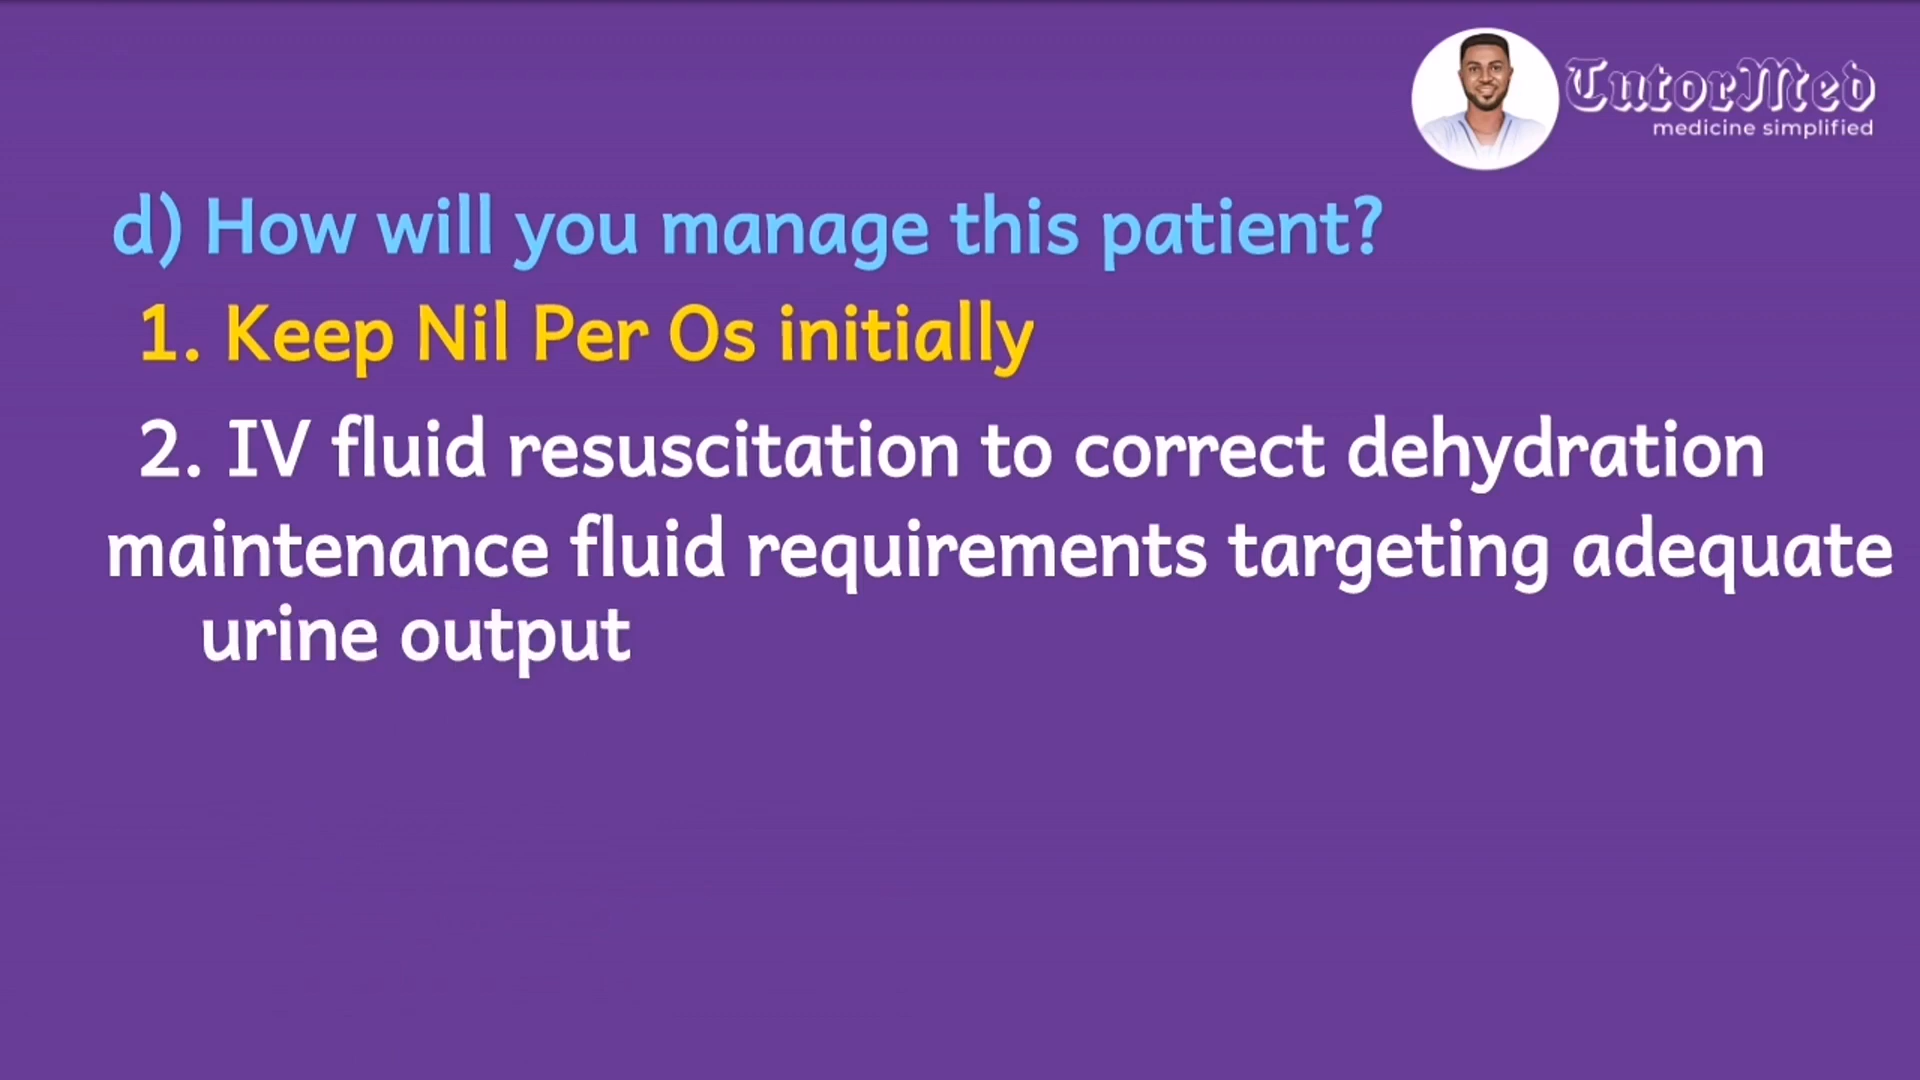 TutorMed
medicine simplified
d) How will you manage this patient?
1. Keep Nil Per Os initially
2. IV fluid resuscitation to correct dehydration
maintenance fluid requirements targeting adequate
urine output